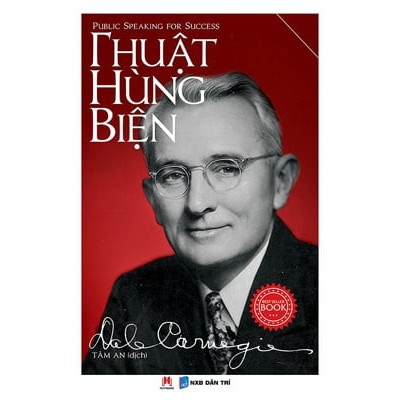 PUBLIC SPEAKING FOR SUCCESS
THUẬT
HÙNG
BIỆN
BEST SELLER
BOOK
Dale Carnegie
TÂM AN (dịch)
NXB DÂN TRÍ